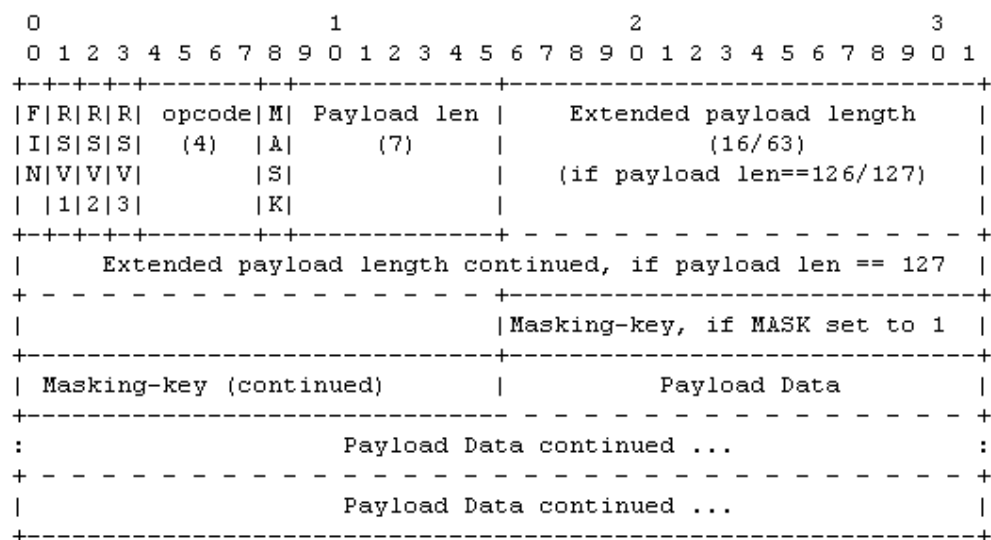 0                   1                   2                   3
 0 1 2 3 4 5 6 7 8 9 0 1 2 3 4 5 6 7 8 9 0 1 2 3 4 5 6 7 8 9 0 1
+-+-+-+-+-------+-+-------------+-------------------------------+
|F|R|R|R| opcode|M| Payload len |    Extended payload length    |
|I|S|S|S|  (4)  |A|     (7)     |             (16/63)           |
|N|V|V|V|       |S|             |   (if payload len==126/127)   |
| |1|2|3|       |K|             |                               |
+-+-+-+-+-------+-+-------------+ - - - - - - - - - - - - - - - +
|     Extended payload length continued, if payload len == 127  |
+ - - - - - - - - - - - - - - - +-------------------------------+
|                               |Masking-key, if MASK set to 1  |
+-------------------------------+-------------------------------+
| Masking-key (continued)       |          Payload Data         |
+-------------------------------- - - - - - - - - - - - - - - - +
:                     Payload Data continued ...                :
+ - - - - - - - - - - - - - - - - - - - - - - - - - - - - - - - +
|                     Payload Data continued ...                |
+---------------------------------------------------------------+